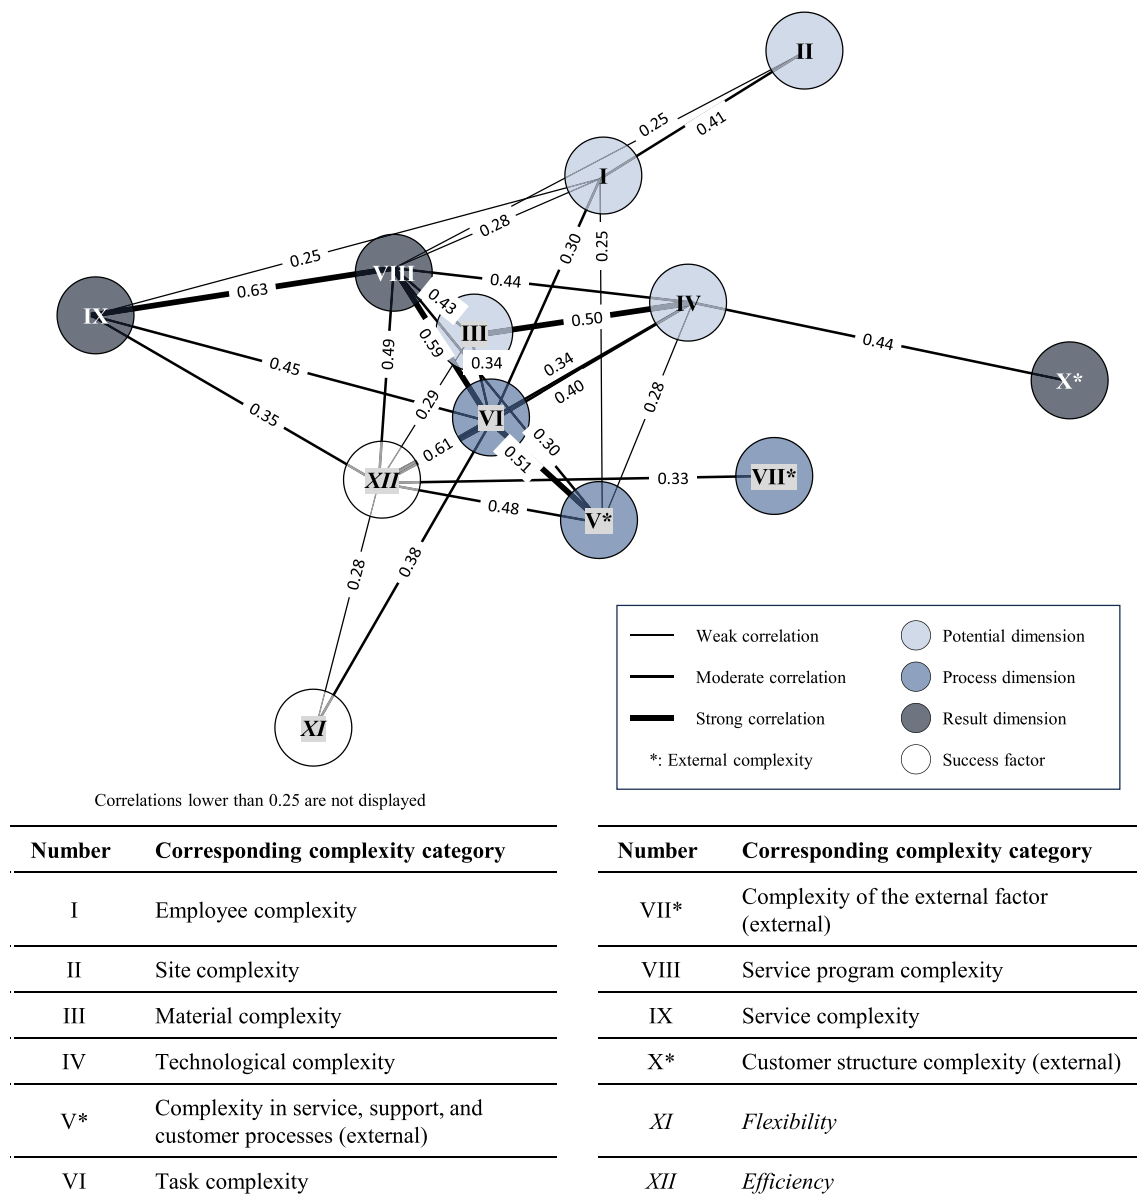 II
0.25
0.41
I
0.28
0.30
0.25
0.25
VIII
0.44
IX
0.63
0.43
III
0.50
IV
0.59
0.49
0.34
0.34
0.44
0.45
0.40
X*
0.29
0.28
0.35
VI
0.61
0.30
0.51
XII
0.33
VII*
0.48
V*
0.28
0.38
XI
Weak correlation
Potential dimension
Moderate correlation
Process dimension
Strong correlation
Result dimension
*: External complexity
Success factor
Correlations lower than 0.25 are not displayed
Number
Corresponding complexity category
I
Employee complexity
II
Site complexity
III
Material complexity
IV
Technological complexity
V*
Complexity in service, support, and
customer processes (external)
VI
Task complexity
Number
Corresponding complexity category
VII*
Complexity of the external factor
(external)
VIII
Service program complexity
IX
Service complexity
X*
Customer structure complexity (external)
XI
Flexibility
XII
Efficiency